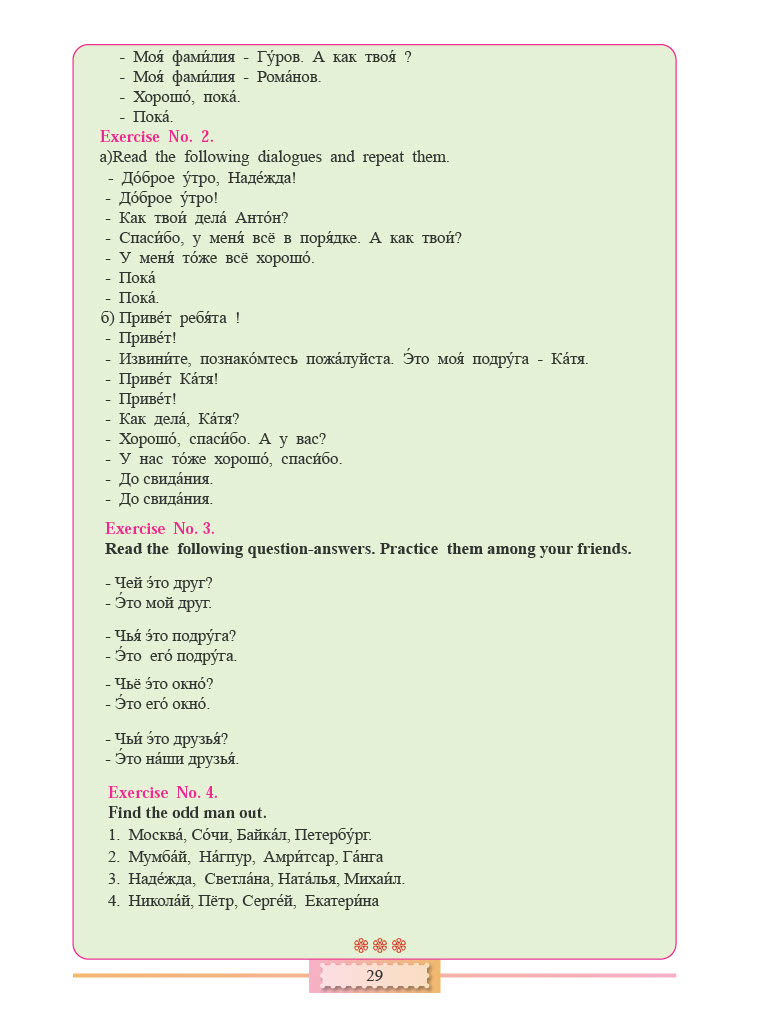 - Моя́ фами́лия - Гу́ров. А как твоя́ ?
- Моя́ фами́лия - Рома́нов.
- Хорошо́, пока́.
- Пока́.
Exercise No. 2.
а)Read the following dialogues and repeat them.
- До́брое у́тро, Наде́жда!
- До́брое у́тро!
- Как твои́ дела́ Анто́н?
- Спаси́бо, у меня́ всё в поря́дке. А как твои́?
- У меня́ то́же всё хорошо́.
- Пока́
- Пока́.
б) Приве́т ребя́та !
- Приве́т!
- Извини́те, познако́мтесь пожа́луйста. Э́то моя́ подру́га - Ка́тя.
- Приве́т Ка́тя!
- Приве́т!
- Как дела́, Ка́тя?
- Хорошо́, спаси́бо. А у вас?
- У нас то́же хорошо́, спаси́бо.
- До свида́ния.
- До свида́ния.
Exercise No. 3.
Read the following question-answers. Practice them among your friends.
- Чей э́то друг?
- Э́то мой друг.
- Чья́ э́то подру́га?
- Э́то его́ подру́га.
- Чьё э́то окно́?
- Э́то его́ окно́.
- Чьи́ э́то друзья́?
- Э́то на́ши друзья́.
Exercise No. 4.
Find the odd man out.
1. Москва́, Со́чи, Байка́л, Петербу́рг.
2. Мумба́й, На́гпур, Амри́тсар, Га́нга
3. Наде́жда, Светла́на, Ната́лья, Михаи́л.
4. Никола́й, Пётр, Серге́й, Екатери́на
29